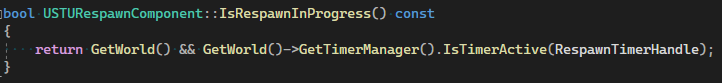 bool USTURespawnComponent::IsRespawnInProgress() const
{
    return GetWorld() && GetWorld()->GetTimerManager().IsTimerActive(RespawnTimerHandle);
}